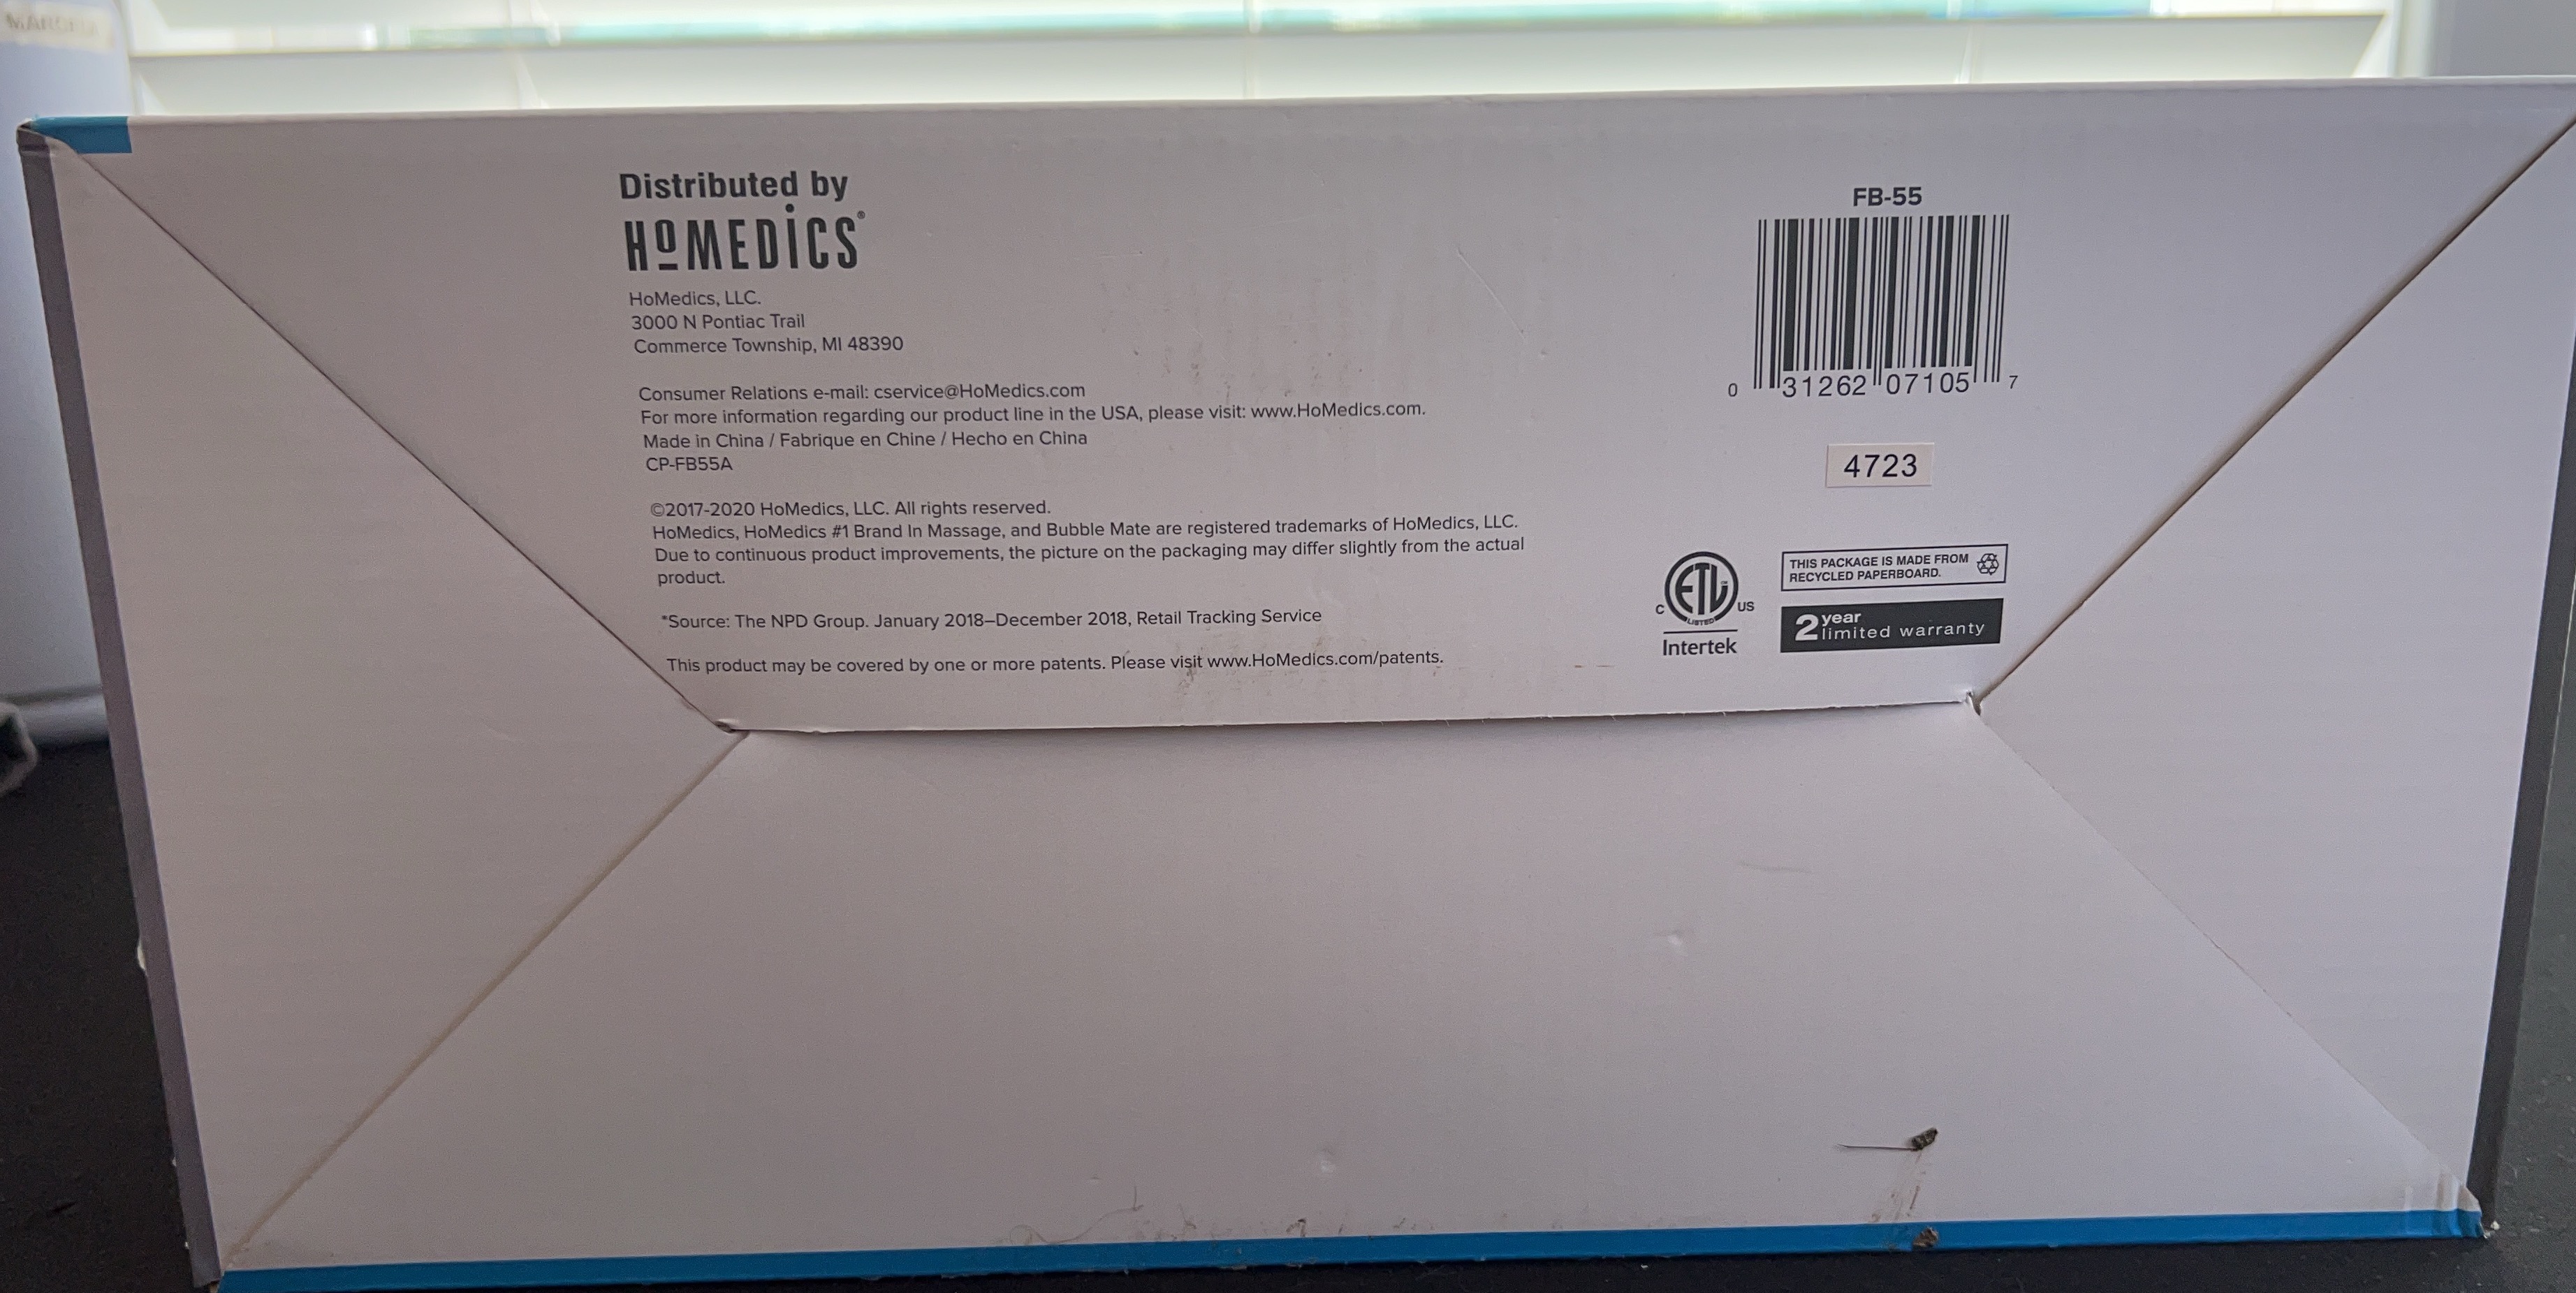 Distributed by
HoMEDiCS®
HoMedics, LLC.
3000 N Pontiac Trail
Commerce Township, MI 48390
Consumer Relations e-mail: cservice@HoMedics.com
For more information regarding our product line in the USA, please visit: www.HoMedics.com.
Made in China / Fabrique en Chine / Hecho en China
CP-FB55A
©2017-2020 HoMedics, LLC. All rights reserved.
HoMedics, HoMedics #1 Brand In Massage, and Bubble Mate are registered trademarks of HoMedics, LLC.
Due to continuous product improvements, the picture on the packaging may differ slightly from the actual
product.
*Source: The NPD Group. January 2018–December 2018, Retail Tracking Service
This product may be covered by one or more patents. Please visit www.HoMedics.com/patents.
FB-55
0 31262 07105 7
4723
ETL
C US
LISTED
Intertek
THIS PACKAGE IS MADE FROM
RECYCLED PAPERBOARD.
2 year
limited warranty